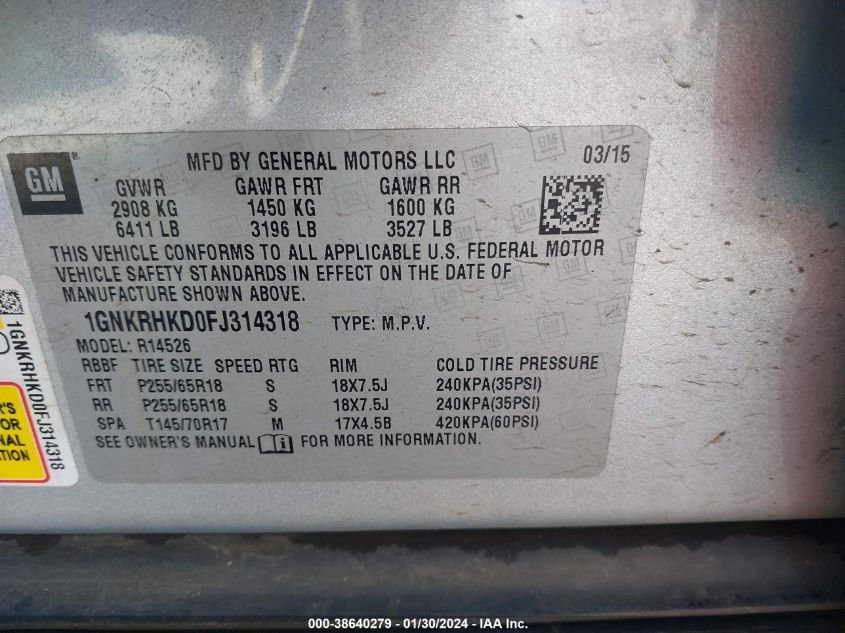 GM ®
MFD BY GENERAL MOTORS LLC 03/15
GVWR GAWR FRT GAWR RR
2908 KG 1450 KG 1600 KG
6411 LB 3196 LB 3527 LB
THIS VEHICLE CONFORMS TO ALL APPLICABLE U.S. FEDERAL MOTOR
VEHICLE SAFETY STANDARDS IN EFFECT ON THE DATE OF
MANUFACTURE SHOWN ABOVE.
1GNKRHKD0FJ314318 TYPE: M.P.V.
MODEL: R14526
RBBF TIRE SIZE SPEED RTG RIM COLD TIRE PRESSURE
FRT P255/65R18 S 18X7.5J 240KPA(35PSI)
RR P255/65R18 S 18X7.5J 240KPA(35PSI)
SPA T145/70R17 M 17X4.5B 420KPA(60PSI)
SEE OWNER'S MANUAL FOR MORE INFORMATION.
1GNKRHKD0FJ314318
000-38640279 - 01/30/2024 - IAA Inc.